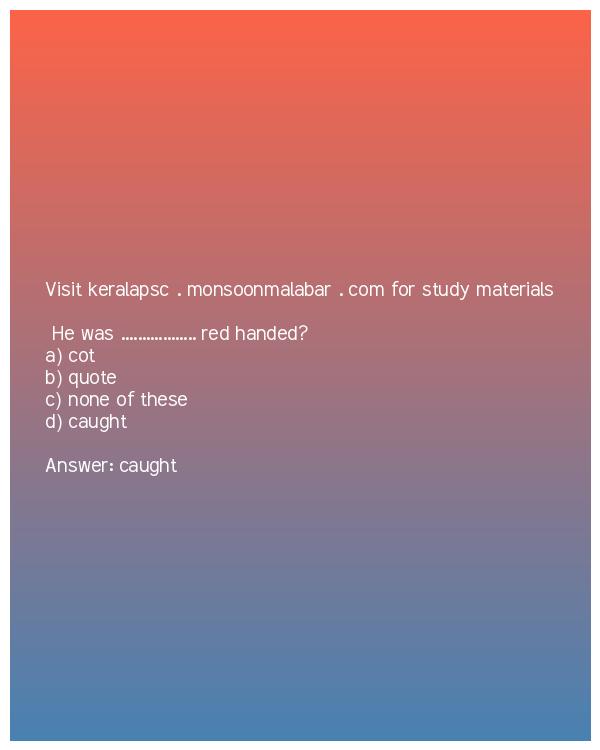 Visit keralapsc . monsoonmalabar . com for study materials
He was .................. red handed?
a) cot
b) quote
c) none of these
d) caught
Answer: caught